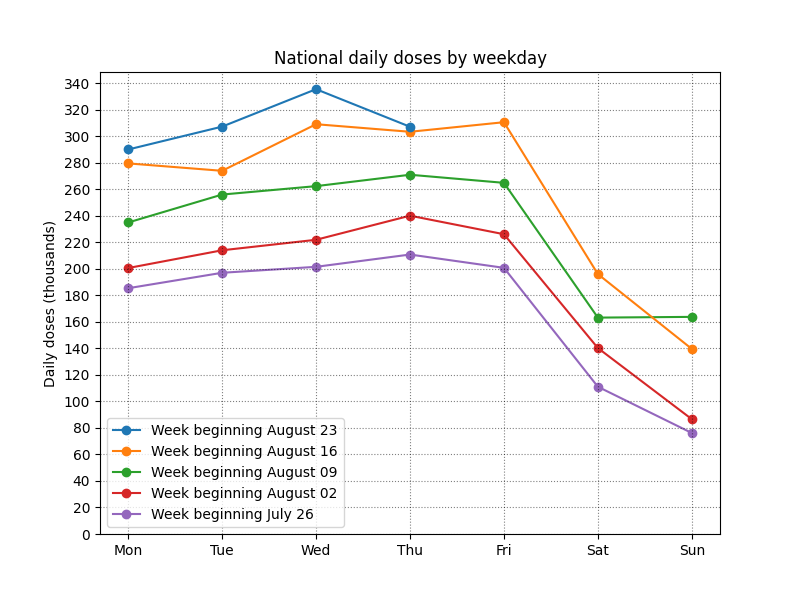 National daily doses by weekday
Daily doses (thousands)
340
320
300
280
260
240
220
200
180
160
140
120
100
80
60
40
20
0
Week beginning August 23
Week beginning August 16
Week beginning August 09
Week beginning August 02
Week beginning July 26
Mon Tue Wed Thu Fri Sat Sun